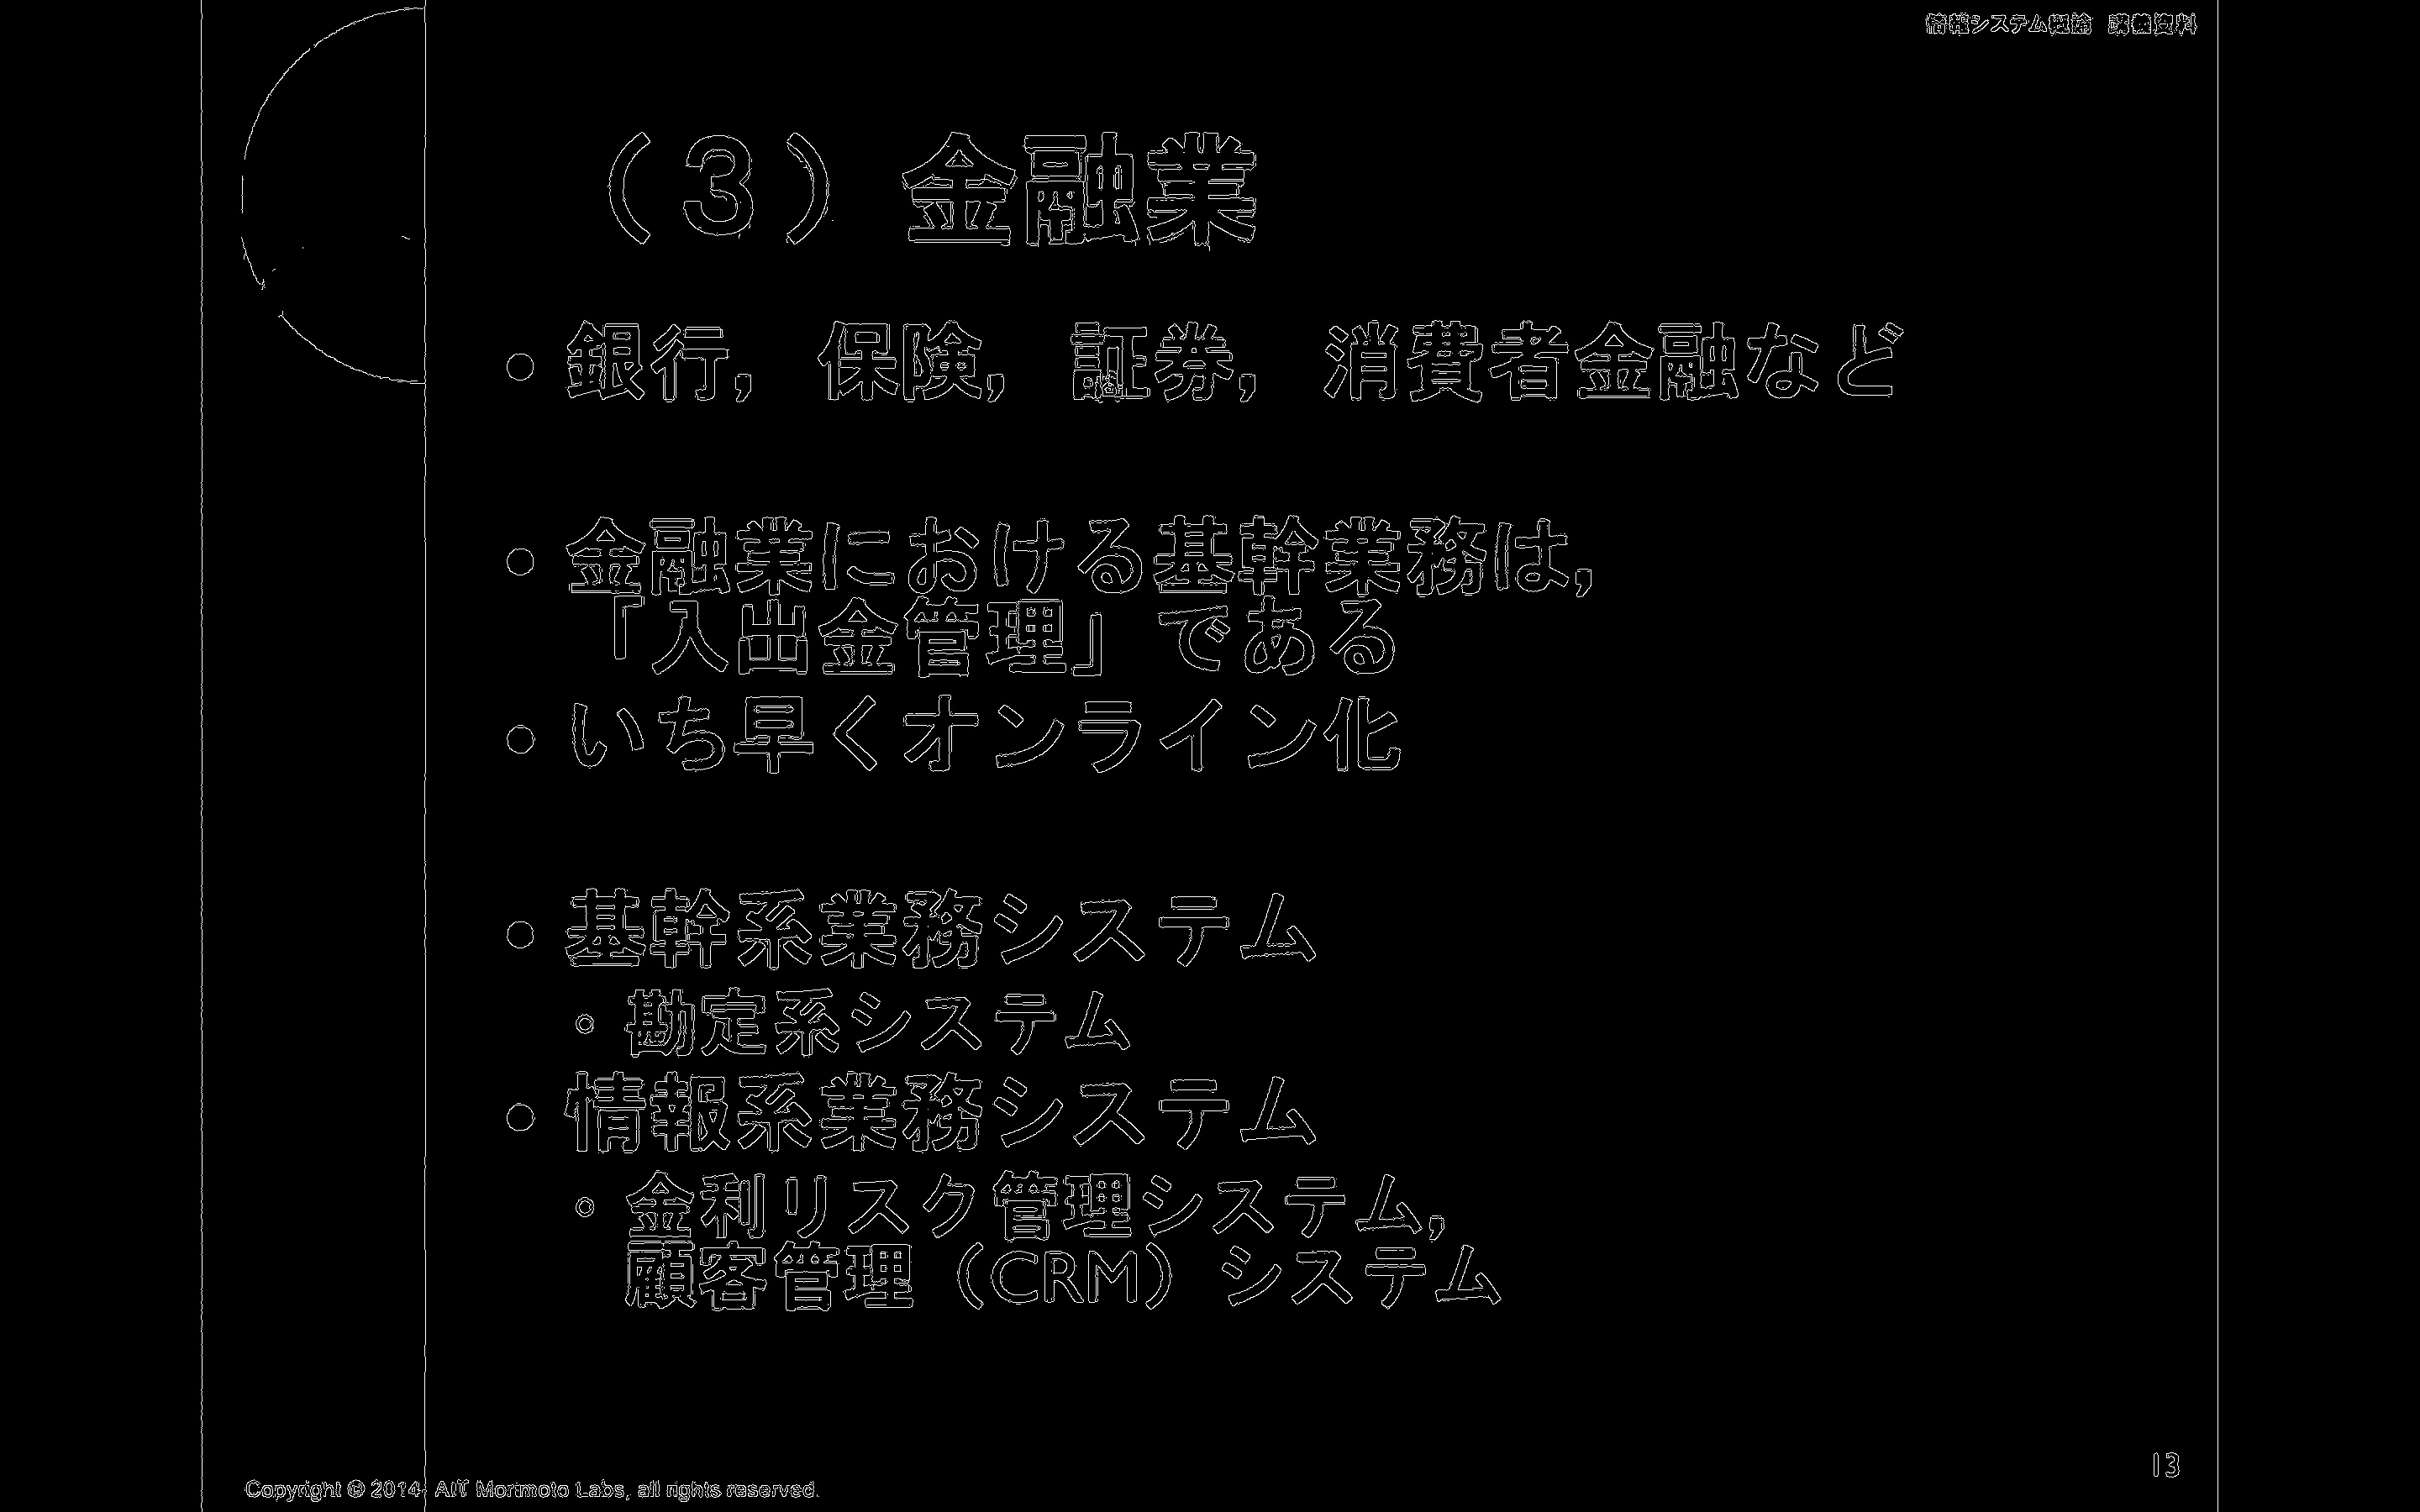 情報システム概論 講義資料
（３） 金融業
銀行， 保険， 証券， 消費者金融など
金融業における基幹業務は，
「入出金管理」である
いち早くオンライン化
基幹系業務システム
勘定系システム
情報系業務システム
金利リスク管理システム，
顧客管理（CRM）システム
13
Copyright © 2014- AIIT Morimoto Labs, all rights reserved.